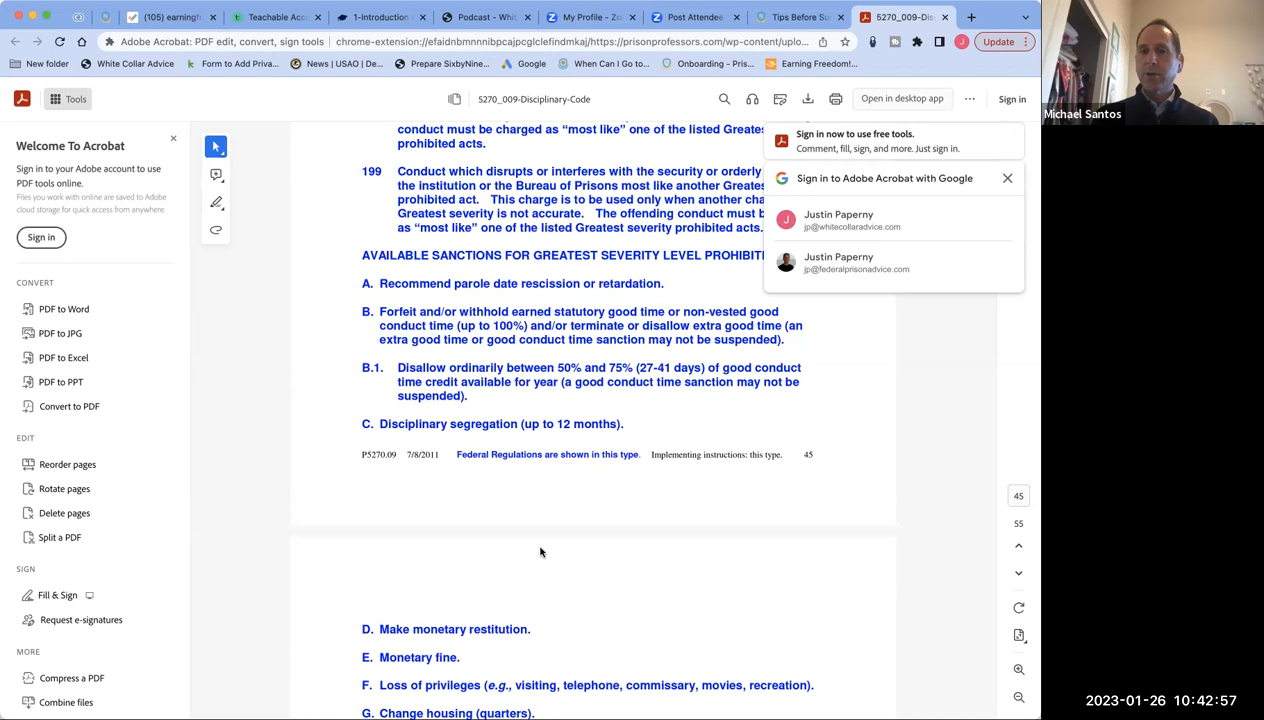 (105) earningfr
Teachable Acc
1-Introduction
Podcast - Whit
My Profile - Zo
Post Attendee
Tips Before Su
5270_009-Dis
Adobe Acrobat: PDF edit, convert, sign tools | chrome-extension://efaidnbmnnnibpcajpcglclefindmkaj/https://prisonprofessors.com/wp-content/uplo...
J
Update
New folder
White Collar Advice
Form to Add Priva...
News | USAO | De...
Prepare SixbyNine...
Google
When Can I Go to...
Onboarding - Pris...
Earning Freedom!...
Tools
5270_009-Disciplinary-Code
Open in desktop app
Sign in
Welcome To Acrobat
Sign in to your Adobe account to use
PDF tools online.
Files you work with online are saved to Adobe
cloud storage for quick access from anywhere.
Sign in
CONVERT
PDF to Word
PDF to JPG
PDF to Excel
PDF to PPT
Convert to PDF
EDIT
Reorder pages
Rotate pages
Delete pages
Split a PDF
SIGN
Fill & Sign
Request e-signatures
MORE
Compress a PDF
Combine files
conduct must be charged as “most like” one of the listed Greates
prohibited acts.
199 Conduct which disrupts or interferes with the security or orderly
the institution or the Bureau of Prisons most like another Greates
prohibited act. This charge is to be used only when another cha
Greatest severity is not accurate. The offending conduct must b
as “most like” one of the listed Greatest severity prohibited acts.
AVAILABLE SANCTIONS FOR GREATEST SEVERITY LEVEL PROHIBIT
A. Recommend parole date rescission or retardation.
B. Forfeit and/or withhold earned statutory good time or non-vested good
conduct time (up to 100%) and/or terminate or disallow extra good time (an
extra good time or good conduct time sanction may not be suspended).
B.1. Disallow ordinarily between 50% and 75% (27-41 days) of good conduct
time credit available for year (a good conduct time sanction may not be
suspended).
C. Disciplinary segregation (up to 12 months).
P5270.09 7/8/2011 Federal Regulations are shown in this type. Implementing instructions: this type. 45
D. Make monetary restitution.
E. Monetary fine.
F. Loss of privileges (e.g., visiting, telephone, commissary, movies, recreation).
G. Change housing (quarters).
Sign in now to use free tools.
Comment, fill, sign, and more. Just sign in.
Sign in to Adobe Acrobat with Google
J
Justin Paperny
jp@whitecollaradvice.com
Justin Paperny
jp@federalprisonadvice.com
45
55
Michael Santos
2023-01-26 10:42:57